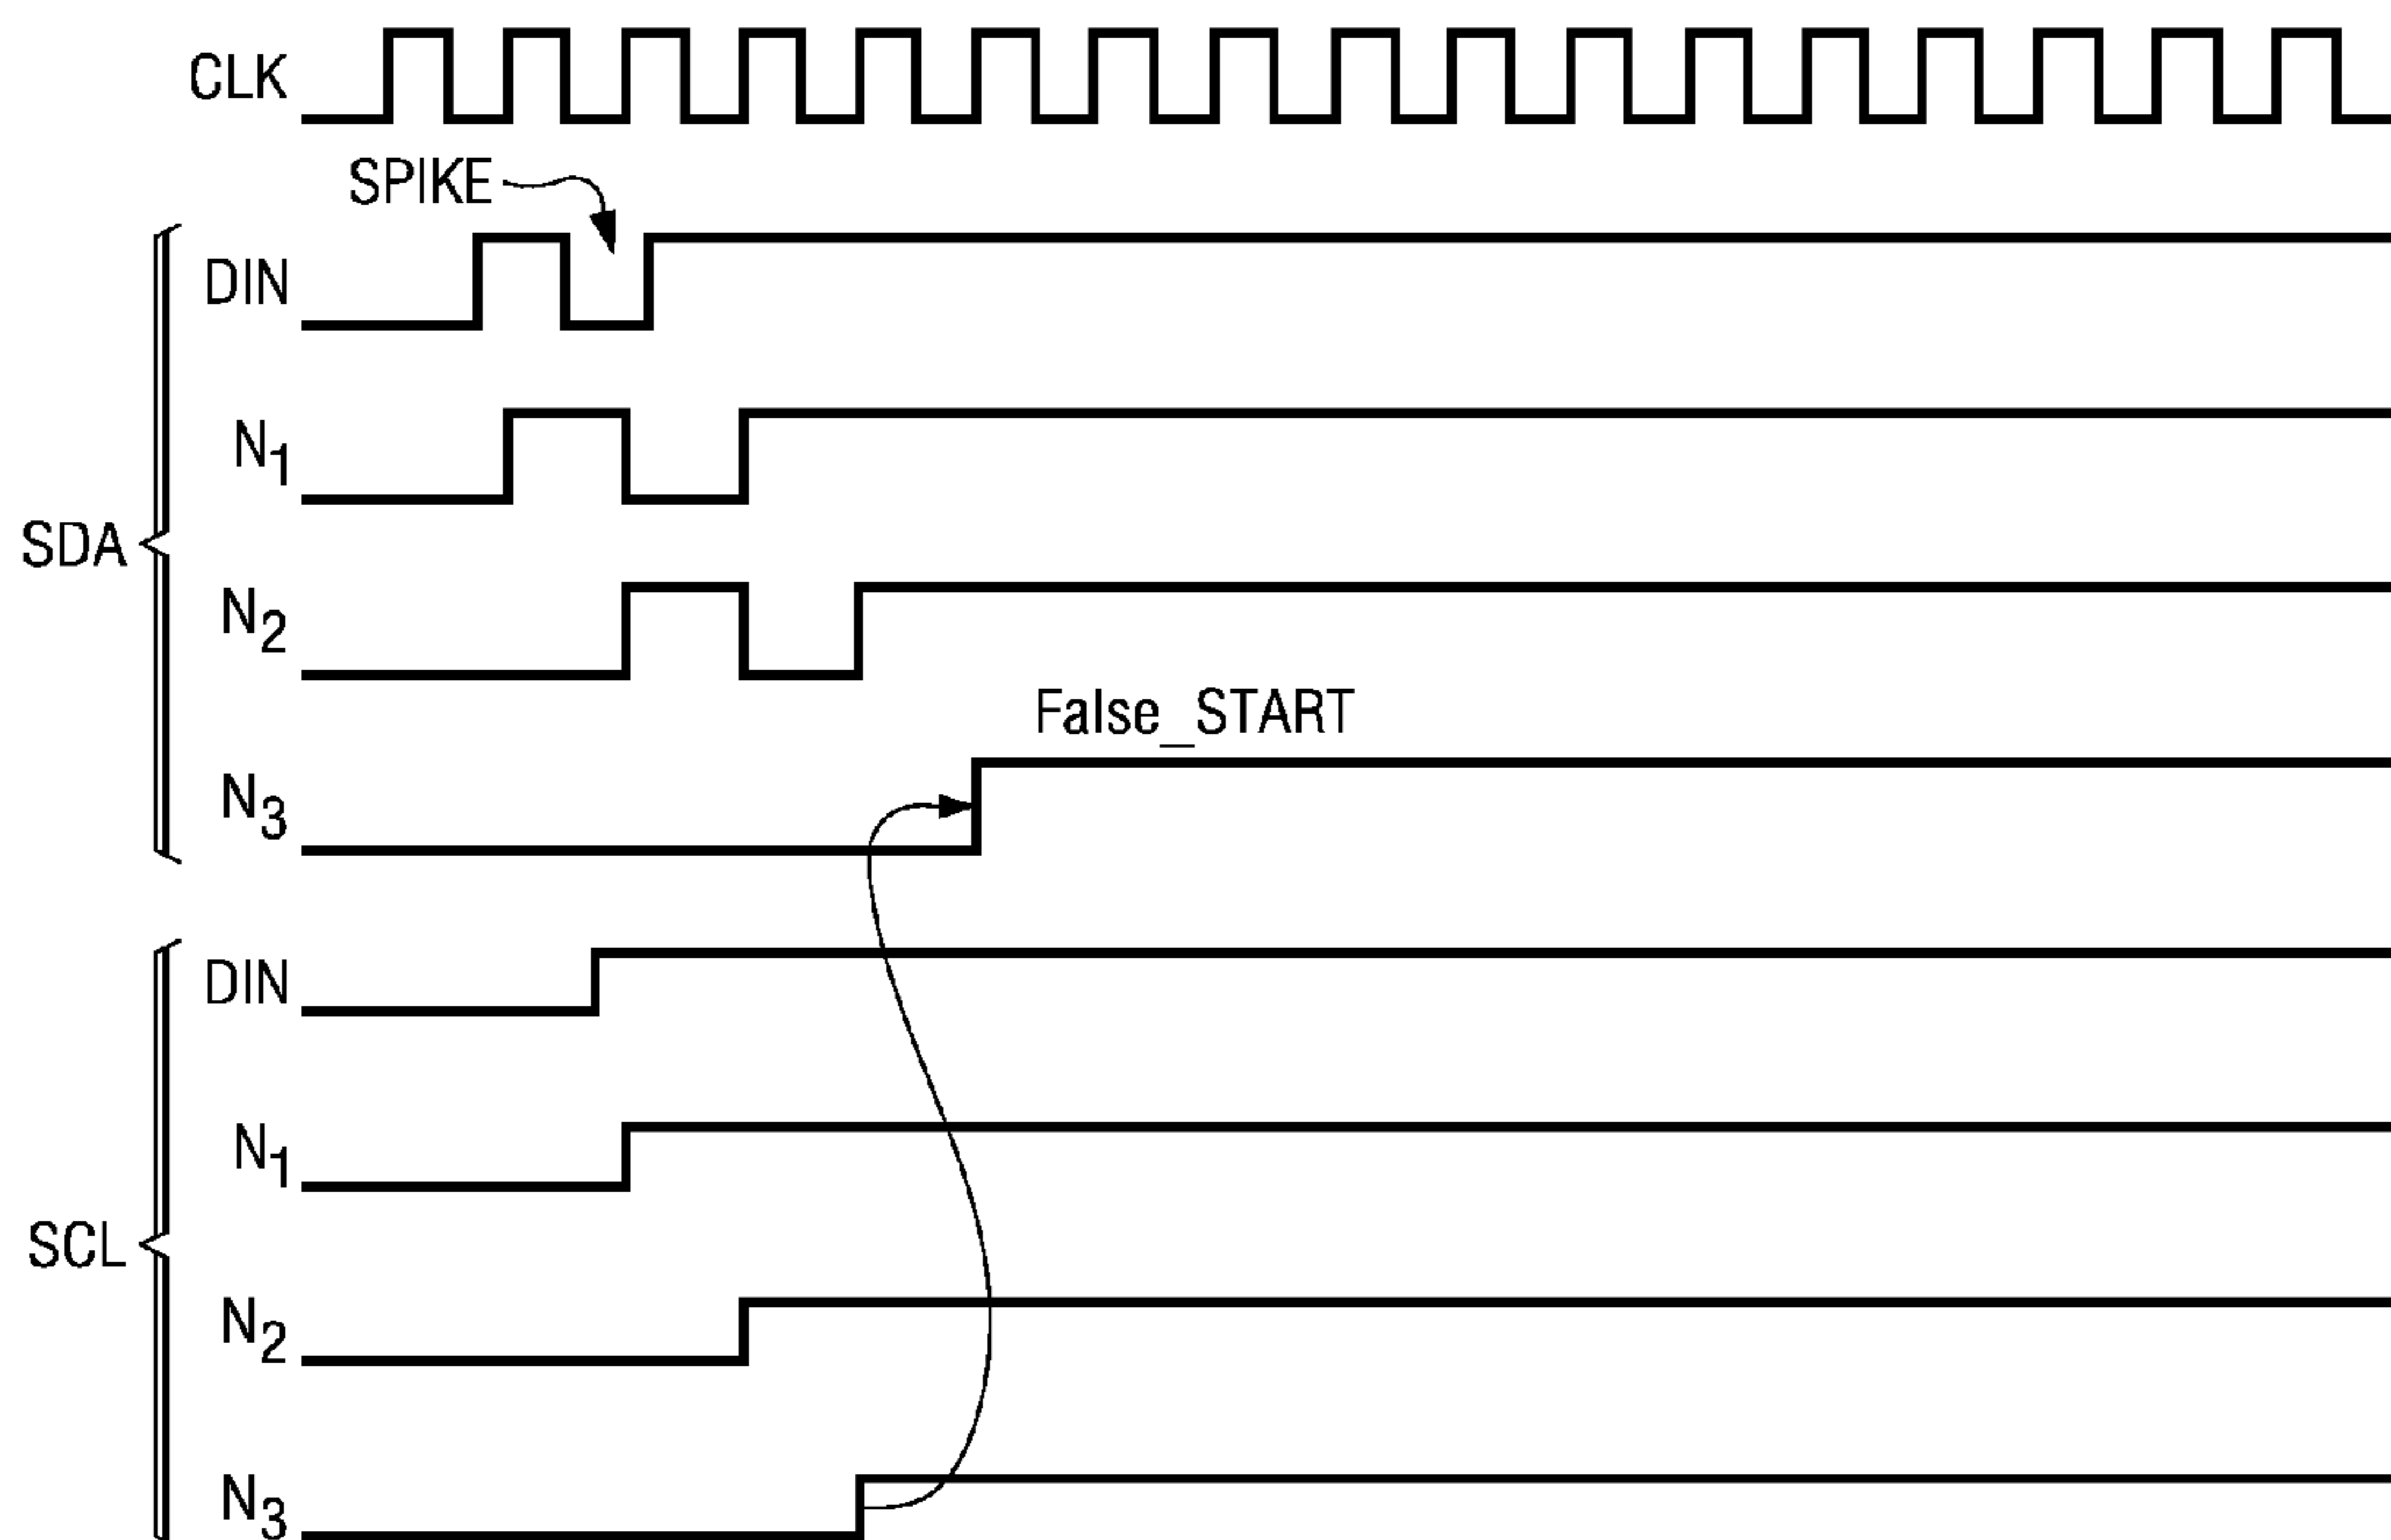 CLK
SPIKE
SDA
DIN
N1
N2
False_START
N3
SCL
DIN
N1
N2
N3